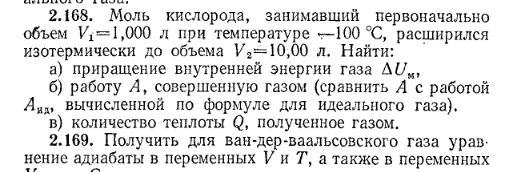 2.168. Моль кислорода, занимавший первоначально
объем V₁=1,000 л при температуре —100 °С, расширился
изотермически до объема V₂=10,00 л. Найти:
а) приращение внутренней энергии газа ΔUₘ,
б) работу A, совершенную газом (сравнить A с работой
Aид, вычисленной по формуле для идеального газа).
в) количество теплоты Q, полученное газом.
2.169. Получить для ван-дер-ваальсовского газа урав-
нение адиабаты в переменных V и T, а также в переменных